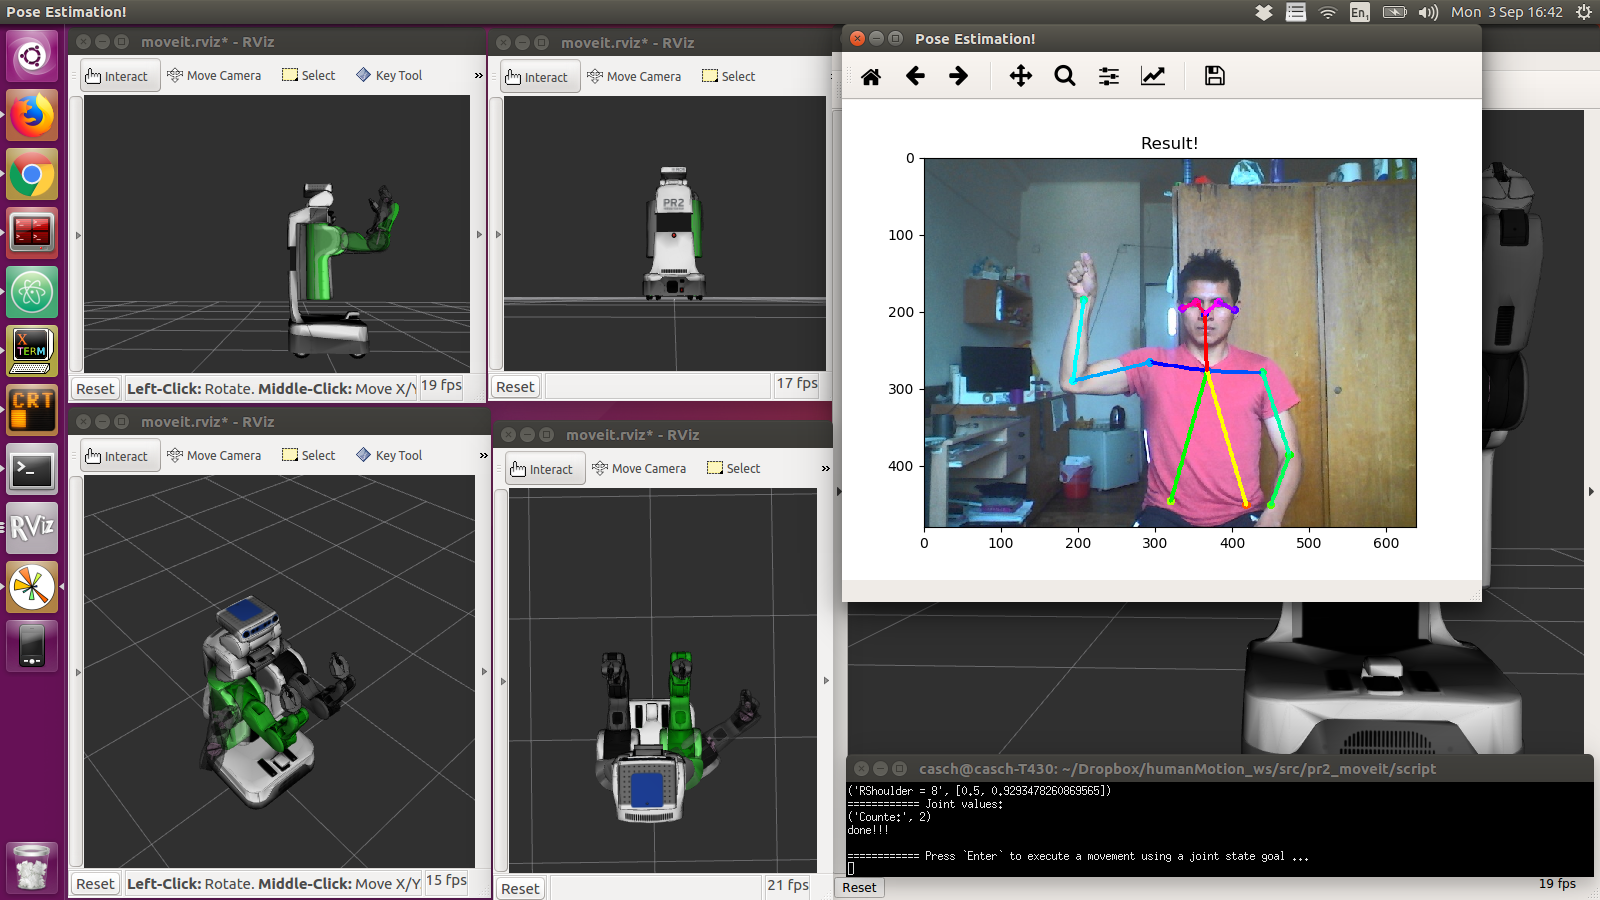 Pose Estimation!
En1
Mon 3 Sep 16:42
moveit.rviz* - RViz
Interact
Move Camera
Select
Key Tool
»
Reset
Left-Click: Rotate. Middle-Click: Move X/Y
19 fps
moveit.rviz* - RViz
Interact
Move Camera
Select
PR2
Reset
17 fps
moveit.rviz* - RViz
Interact
Move Camera
Select
Key Tool
»
Reset
Left-Click: Rotate. Middle-Click: Move X/Y
15 fps
moveit.rviz* - RViz
Interact
Move Camera
Select
»
Reset
21 fps
Pose Estimation!
Result!
0
100
200
300
400
0 100 200 300 400 500 600
casch@casch-T430: ~/Dropbox/humanMotion_ws/src/pr2_moveit/script
('RShoulder = 8', [0.5, 0.9293478260869565])
============ Joint values:
('Counte:', 2)
done!!!
============ Press `Enter` to execute a movement using a joint state goal ...
Reset
19 fps
X
TERM
CRT
>_
RViz